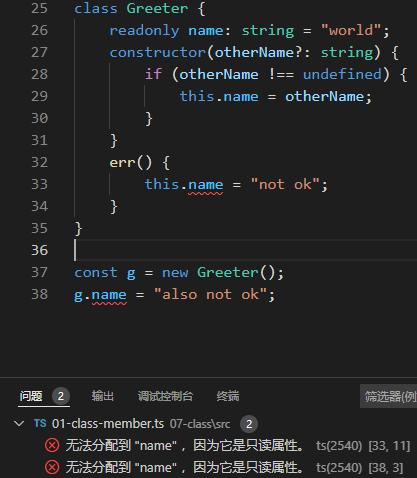 25 class Greeter {
26     readonly name: string = "world";
27     constructor(otherName?: string) {
28         if (otherName !== undefined) {
29             this.name = otherName;
30         }
31     }
32     err() {
33         this.name = "not ok";
34     }
35 }
36
37 const g = new Greeter();
38 g.name = "also not ok";
问题 2 输出 调试控制台 终端 筛选器(例
TS 01-class-member.ts 07-class\src 2
无法分配到 "name" ，因为它是只读属性。 ts(2540) [33, 11]
无法分配到 "name" ，因为它是只读属性。 ts(2540) [38, 3]